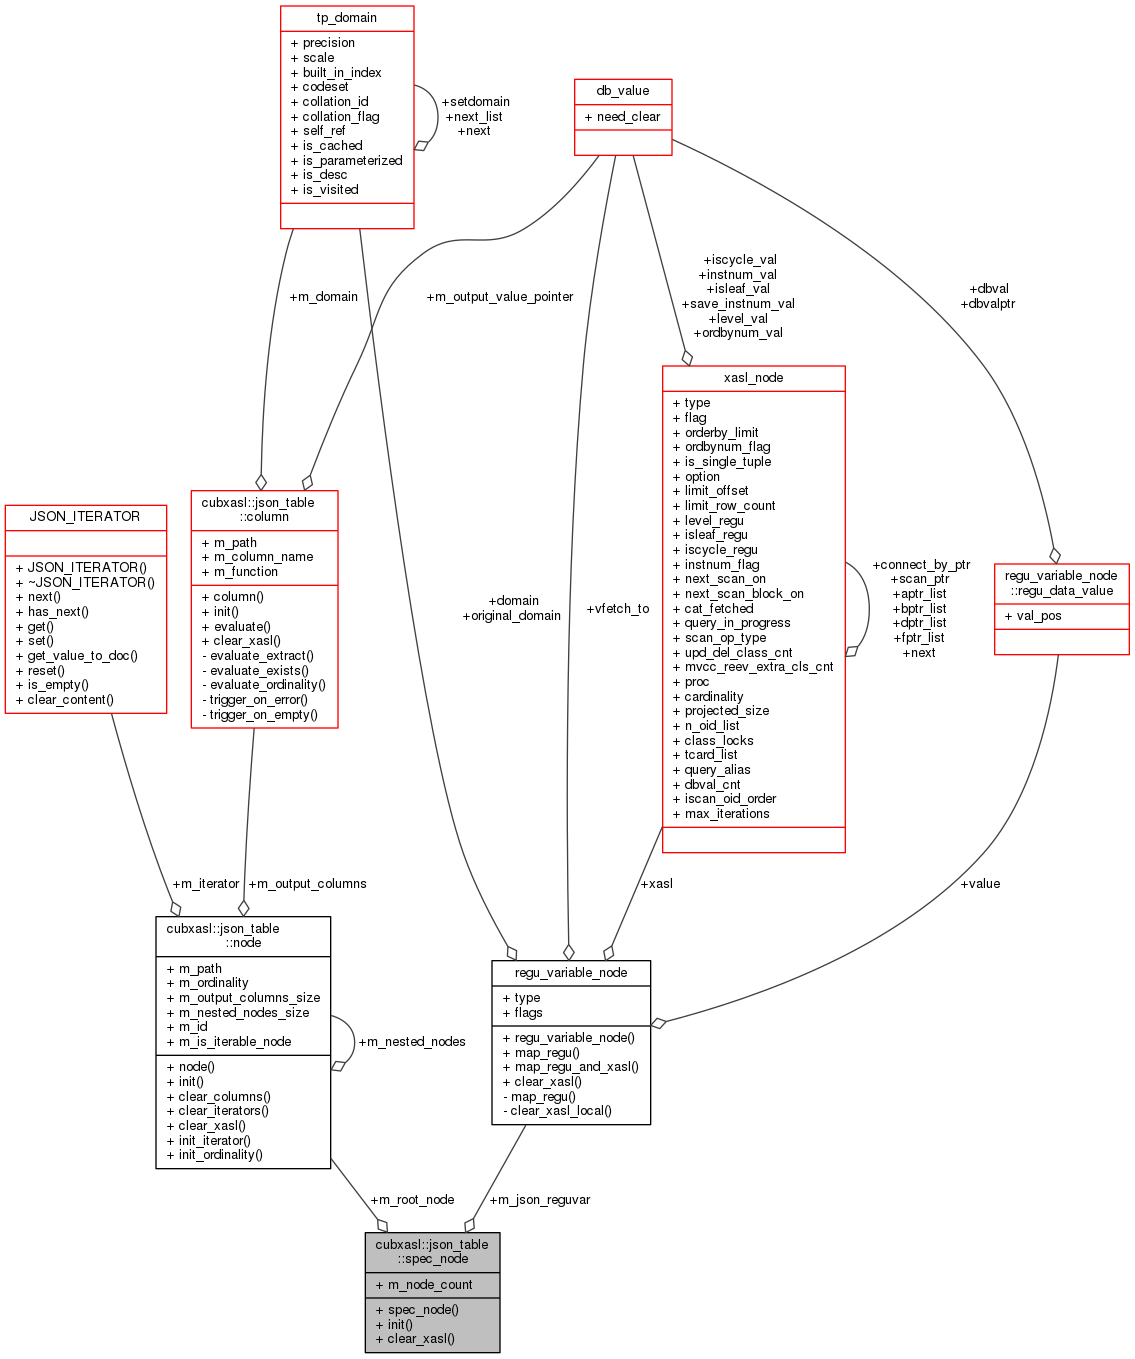 tp_domain
+ precision
+ scale
+ built_in_index
+ codeset
+ collation_id
+ collation_flag
+ self_ref
+ is_cached
+ is_parameterized
+ is_desc
+ is_visited
+setdomain
+next_list
+next
db_value
+ need_clear
+m_domain
+m_output_value_pointer
+iscycle_val
+instnum_val
+isleaf_val
+save_instnum_val
+level_val
+ordbynum_val
+dbval
+dbvalptr
xasl_node
+ type
+ flag
+ orderby_limit
+ ordbynum_flag
+ is_single_tuple
+ option
+ limit_offset
+ limit_row_count
+ level_regu
+ isleaf_regu
+ iscycle_regu
+ instnum_flag
+ next_scan_on
+ next_scan_block_on
+ cat_fetched
+ query_in_progress
+ scan_op_type
+ upd_del_class_cnt
+ mvcc_reev_extra_cls_cnt
+ proc
+ cardinality
+ projected_size
+ n_oid_list
+ class_locks
+ tcard_list
+ query_alias
+ dbval_cnt
+ iscan_oid_order
+ max_iterations
+connect_by_ptr
+scan_ptr
+aptr_list
+bptr_list
+dptr_list
+fptr_list
+next
JSON_ITERATOR
+ JSON_ITERATOR()
+ ~JSON_ITERATOR()
+ next()
+ has_next()
+ get()
+ set()
+ get_value_to_doc()
+ reset()
+ is_empty()
+ clear_content()
cubxasl::json_table
::column
+ m_path
+ m_column_name
+ m_function
+ column()
+ init()
+ evaluate()
+ clear_xasl()
- evaluate_extract()
- evaluate_exists()
- evaluate_ordinality()
- trigger_on_error()
- trigger_on_empty()
+domain
+original_domain
+vfetch_to
regu_variable_node
::regu_data_value
+ val_pos
+m_iterator
+m_output_columns
+xasl
+value
cubxasl::json_table
::node
+ m_path
+ m_ordinality
+ m_output_columns_size
+ m_nested_nodes_size
+ m_id
+ m_is_iterable_node
+ node()
+ init()
+ clear_columns()
+ clear_iterators()
+ clear_xasl()
+ init_iterator()
+ init_ordinality()
+m_nested_nodes
regu_variable_node
+ type
+ flags
+ regu_variable_node()
+ map_regu()
+ map_regu_and_xasl()
+ clear_xasl()
- map_regu()
- clear_xasl_local()
+m_root_node
+m_json_reguvar
cubxasl::json_table
::spec_node
+ m_node_count
+ spec_node()
+ init()
+ clear_xasl()